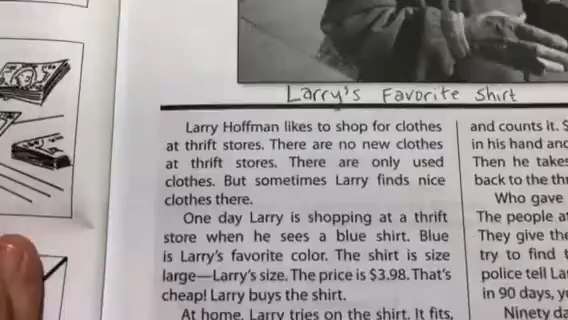 Larry's Favorite Shirt
Larry Hoffman likes to shop for clothes
at thrift stores. There are no new clothes
at thrift stores. There are only used
clothes. But sometimes Larry finds nice
clothes there.
One day Larry is shopping at a thrift
store when he sees a blue shirt. Blue
is Larry's favorite color. The shirt is size
large—Larry's size. The price is $3.98. That's
cheap! Larry buys the shirt.
At home, Larry tries on the shirt. It fits,
and counts it.
in his hand and
Then he takes
back to the
Who gave
The people at
They give the
try to find
police tell
in 90 days,
Ninety